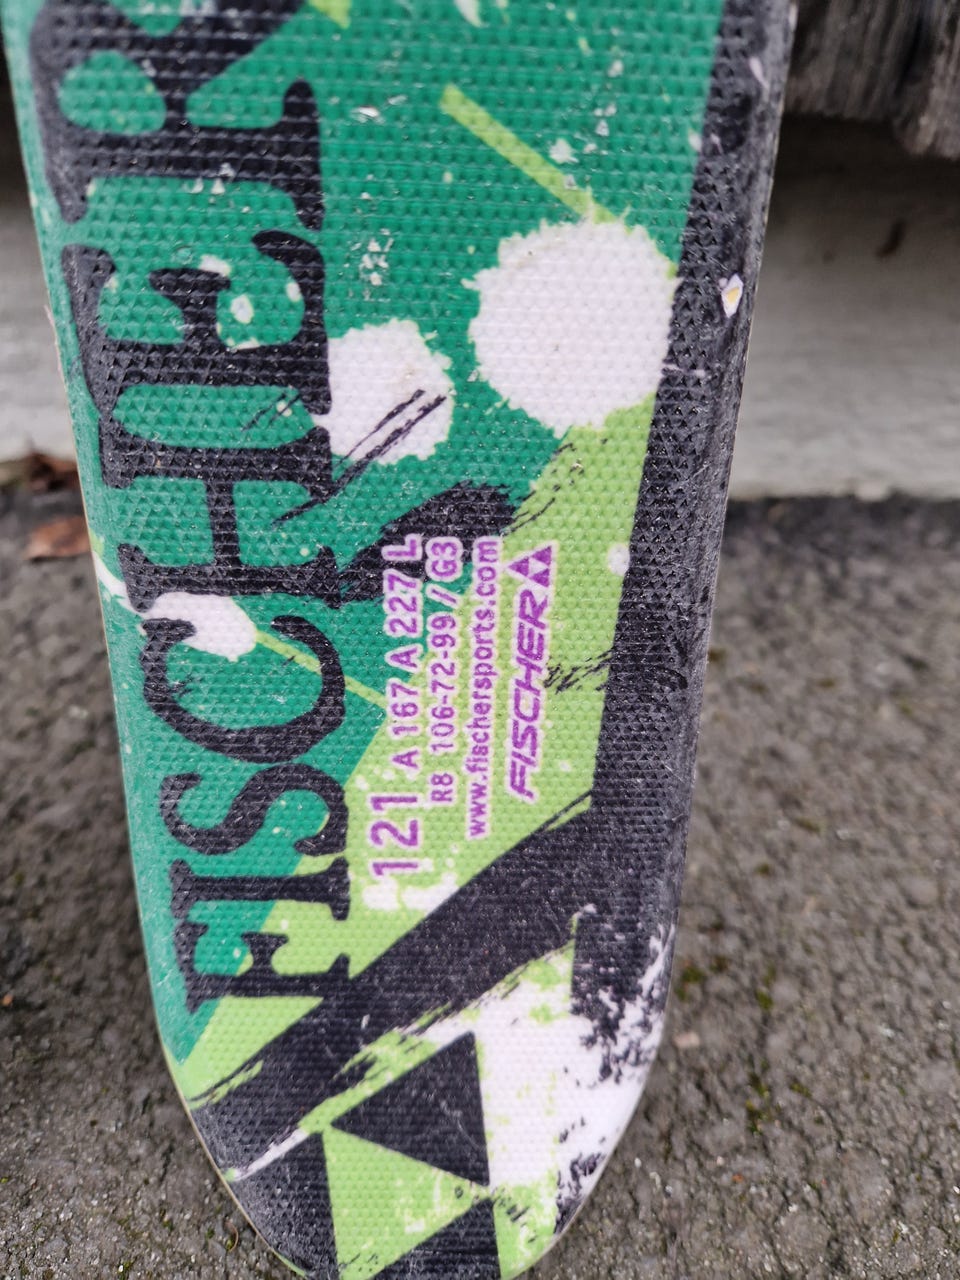 FISCHER
121 A 167 A 227 L
R8 106-72-99 // G3
www.fischersports.com
FISCHER